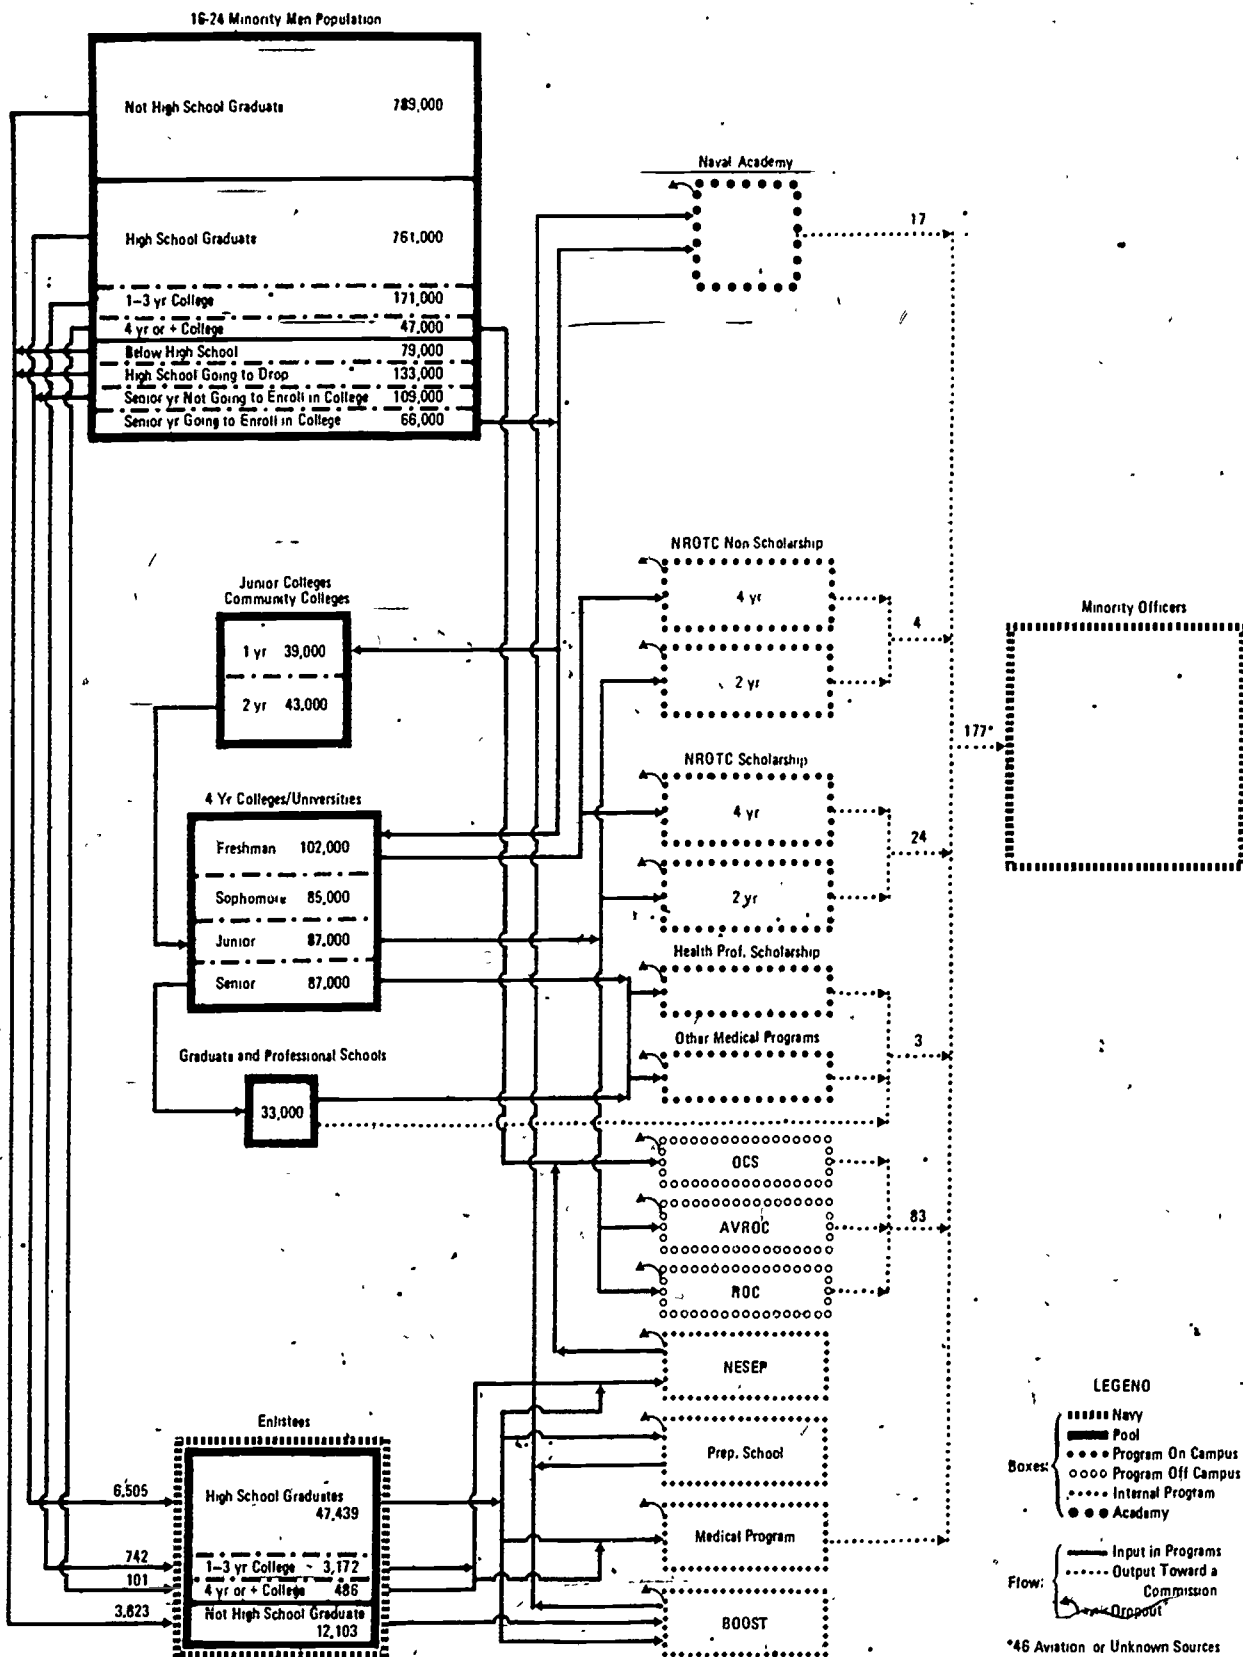 16-24 Minority Men Population
Not High School Graduate 789,000
High School Graduate 761,000
1-3 yr College 171,000
4 yr or + College 47,000
Below High School 79,000
High School Going to Drop 133,000
Senior yr Not Going to Enroll in College 109,000
Senior yr Going to Enroll in College 66,000
Naval Academy
17
Junior Colleges
Community Colleges
1 yr 39,000
2 yr 43,000
NROTC Non Scholarship
4 yr
2 yr
4
Minority Officers
177*
NROTC Scholarship
4 yr
2 yr
24
4 Yr Colleges/Universities
Freshman 102,000
Sophomore 85,000
Junior 87,000
Senior 87,000
Health Prof. Scholarship
Other Medical Programs
3
Graduate and Professional Schools
33,000
OCS
AVROC
ROC
83
NESEP
Prep. School
Medical Program
BOOST
Enlistees
6,505
742
101
3,623
High School Graduates
47,439
1-3 yr College 3,172
4 yr or + College 486
Not High School Graduate
12,103
LEGEND
Boxes:
Navy
Pool
Program On Campus
Program Off Campus
Internal Program
Academy
Flow:
Input in Programs
Output Toward a
Commission
Dropout
*46 Aviation or Unknown Sources